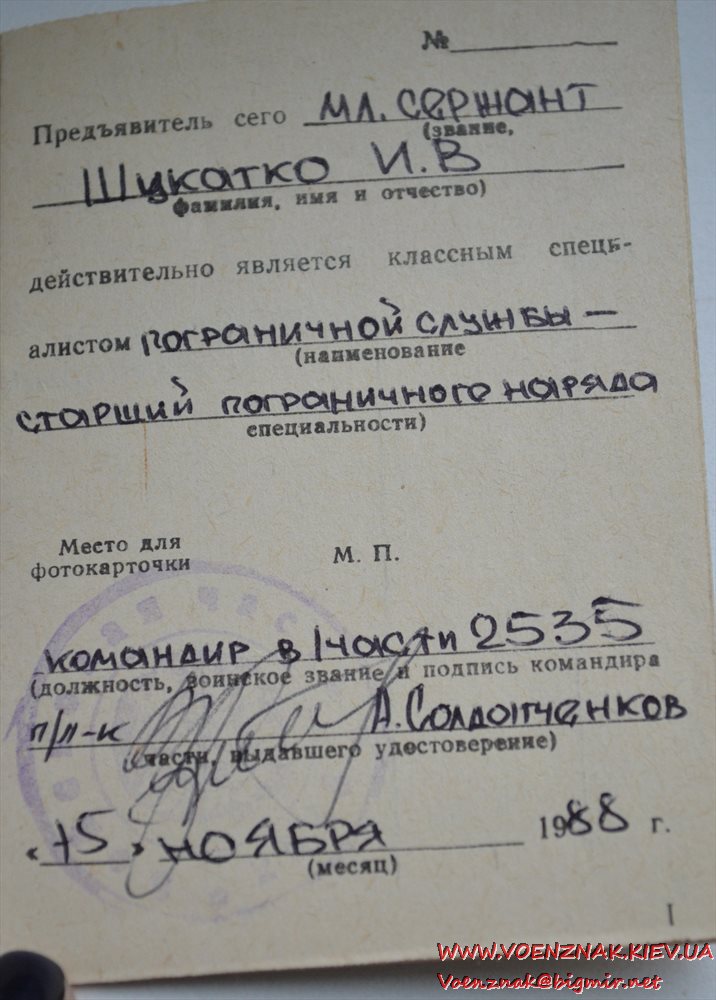 №
Предъявитель сего мл. сержант
(звание,
Шукатко И.В
фамилия, имя и отчество)
действительно является классным специ-
алистом пограничной службы –
(наименование
старший пограничного наряда
специальности)
Место для
фотокарточки
М. П.
командир в/части 2535
(должность, воинское звание и подпись командира
п/п-к А. Солдатченков
части, выдавшего удостоверение)
«15» ноября 1988 г.
(месяц)
I
WWW.VOENZNAK.KIEV.UA
Voenznak@bigmir.net